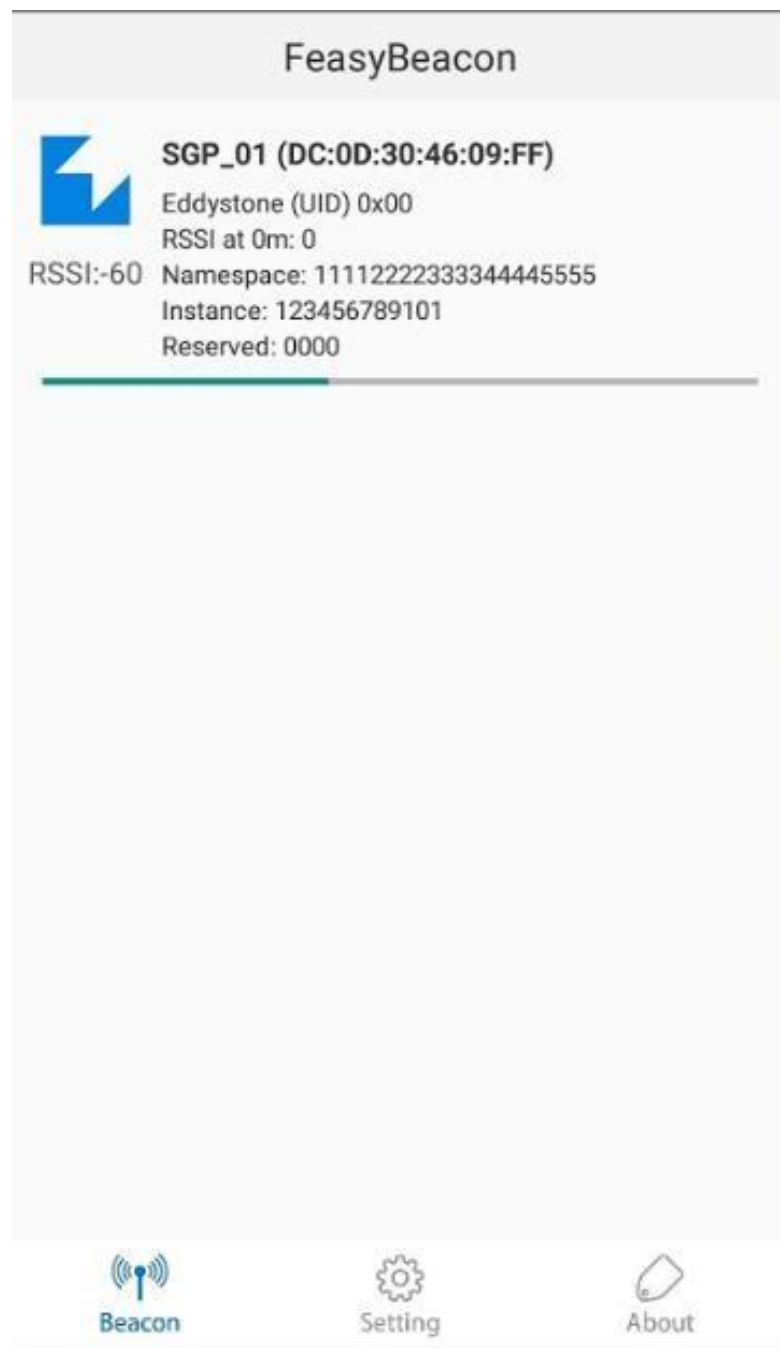 FeasyBeacon
SGP_01 (DC:0D:30:46:09:FF)
Eddystone (UID) 0x00
RSSI at 0m: 0
RSSI:-60 Namespace: 11112222333344445555
Instance: 123456789101
Reserved: 0000
Beacon Setting About